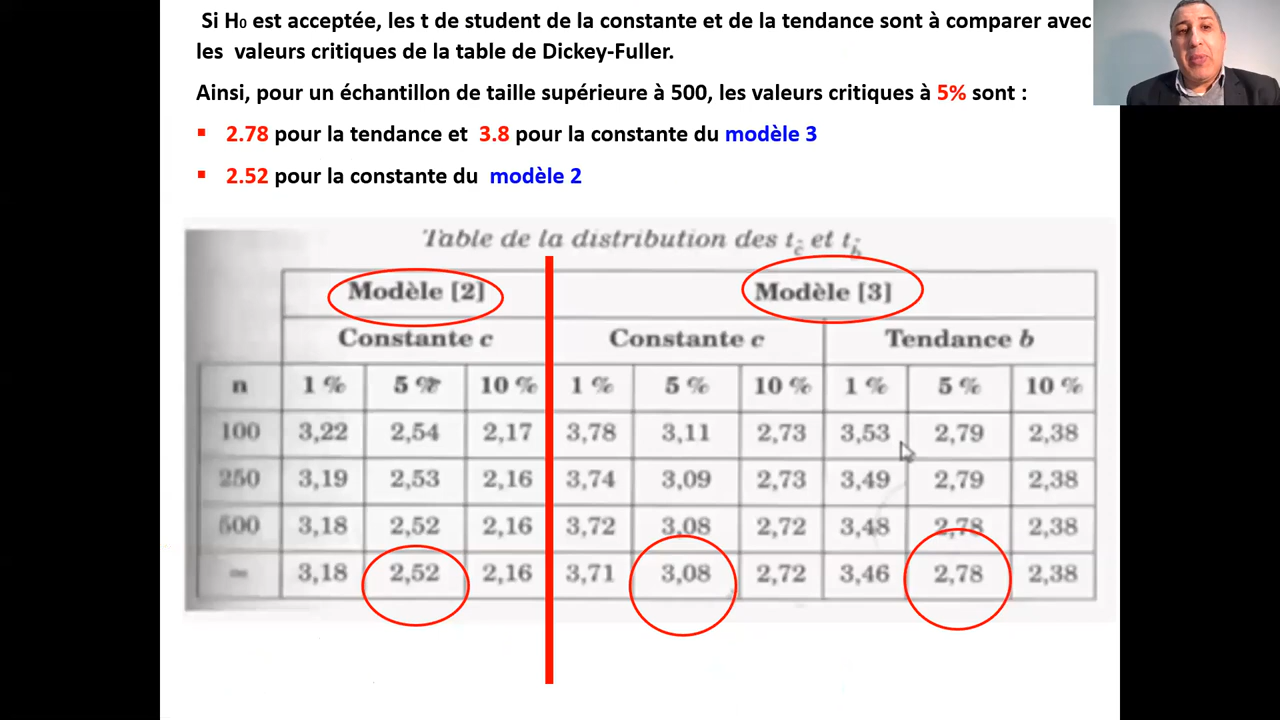 Si H₀ est acceptée, les t de student de la constante et de la tendance sont à comparer avec
les valeurs critiques de la table de Dickey-Fuller.
Ainsi, pour un échantillon de taille supérieure à 500, les valeurs critiques à 5% sont :
▪ 2.78 pour la tendance et 3.8 pour la constante du modèle 3
▪ 2.52 pour la constante du modèle 2
Table de la distribution des t_ĉ et t_b̂
Modèle [2] Modèle [3]
Constante c Constante c Tendance b
n 1 % 5 % 10 % 1 % 5 % 10 % 1 % 5 % 10 %
100 3,22 2,54 2,17 3,78 3,11 2,73 3,53 2,79 2,38
250 3,19 2,53 2,16 3,74 3,09 2,73 3,49 2,79 2,38
500 3,18 2,52 2,16 3,72 3,08 2,72 3,48 2,78 2,38
∞ 3,18 2,52 2,16 3,71 3,08 2,72 3,46 2,78 2,38